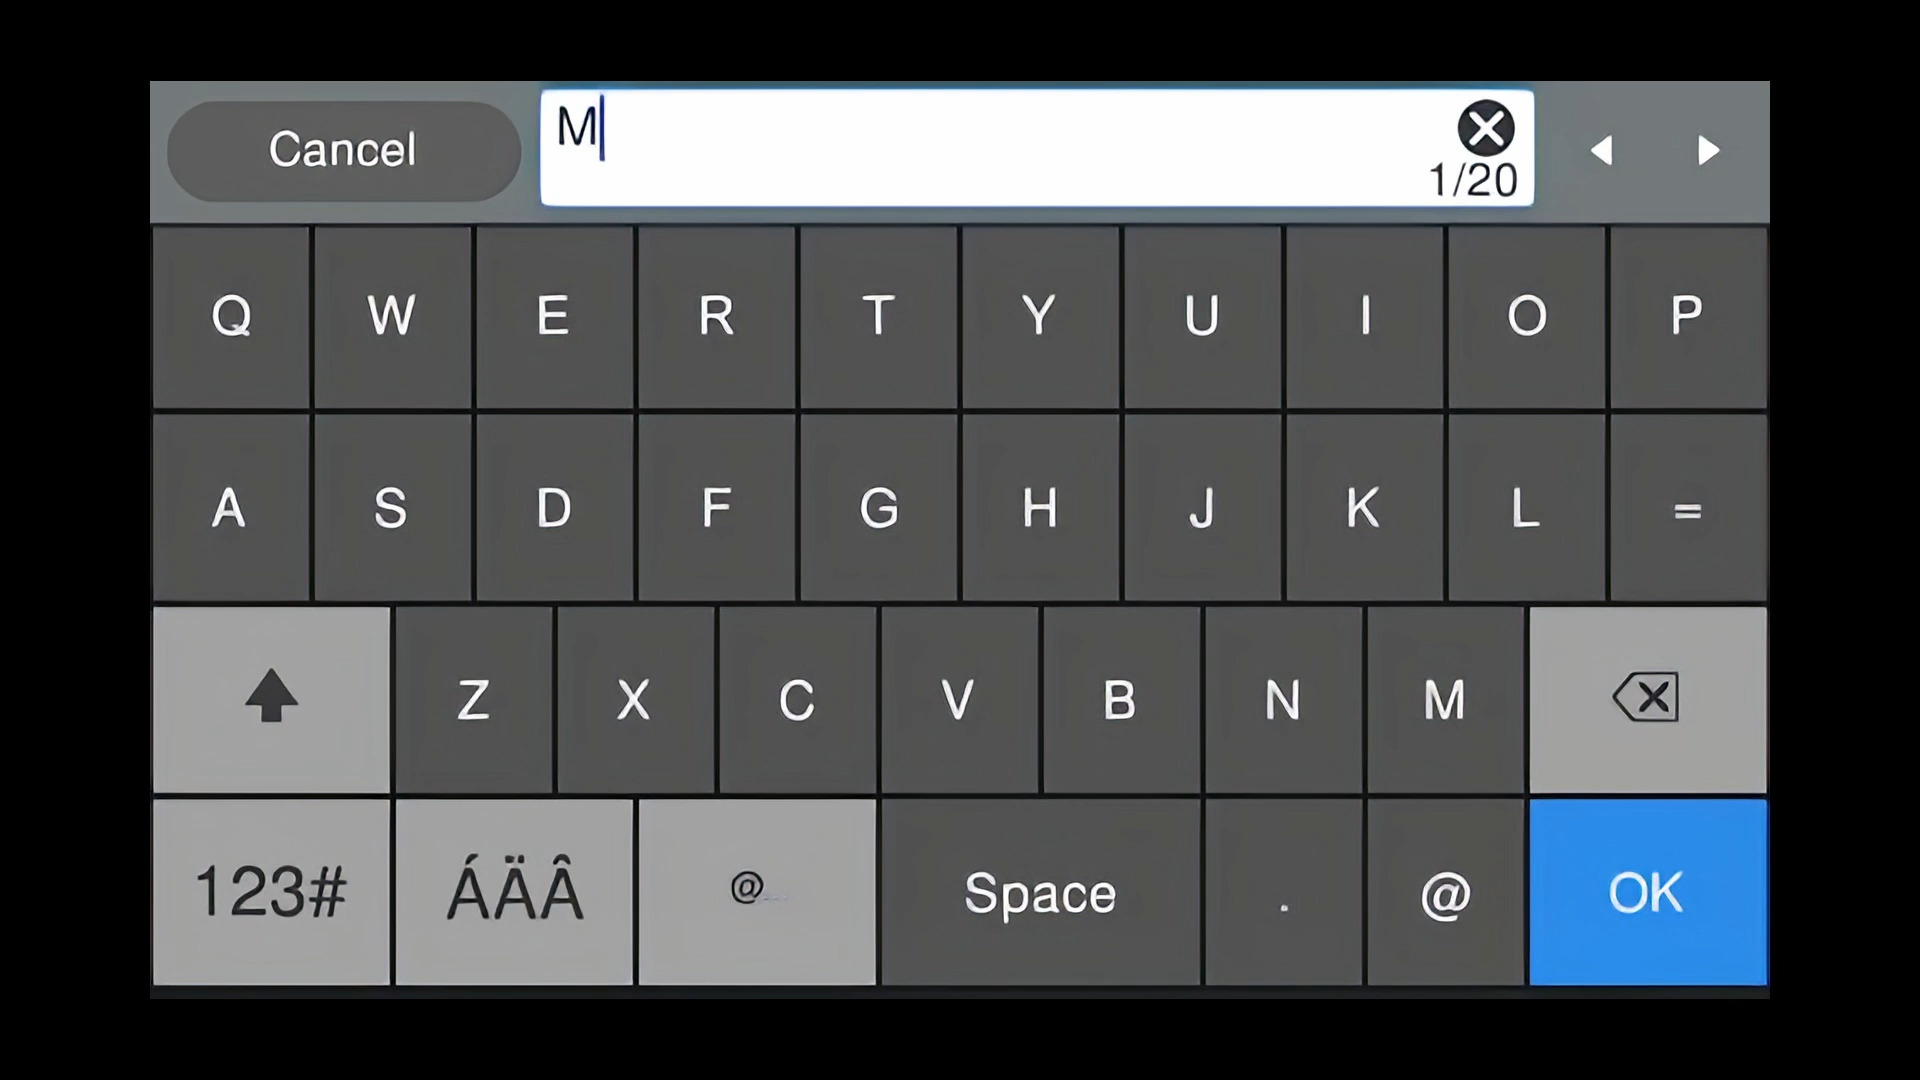 Cancel
M
1/20
Q W E R T Y U I O P
A S D F G H J K L =
Z X C V B N M
123# ÁÄÂ @... Space . @ OK